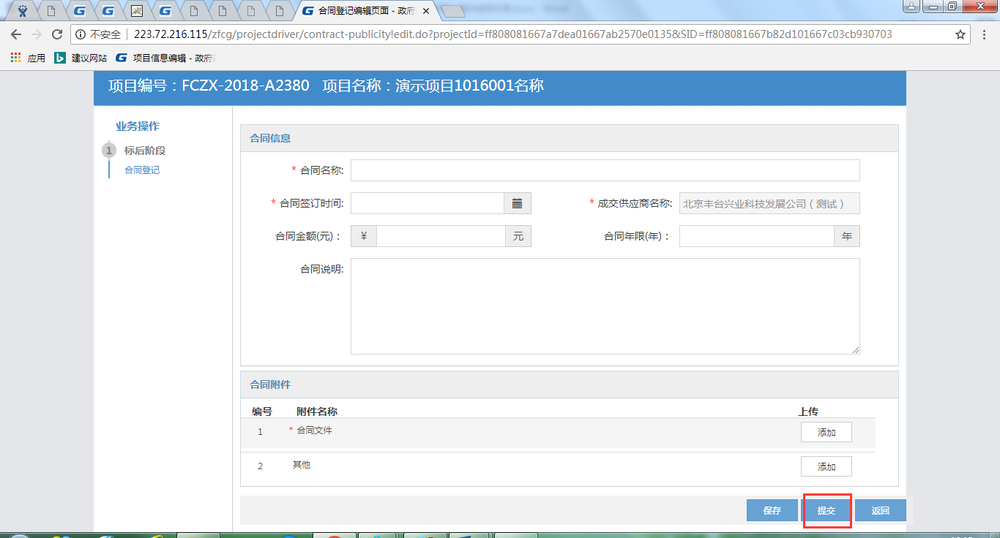 合同登记编辑页面 - 政府
不安全 223.72.216.115/zfcg/projectdriver/contract-publicity!edit.do?projectId=ff808081667a7dea01667ab2570e0135&SID=ff808081667b82d101667c03cb930703
应用 建议网站 项目信息编辑 - 政府
项目编号：FCZX-2018-A2380 项目名称：演示项目1016001名称
业务操作
1 标后阶段
合同登记
合同信息
* 合同名称:
* 合同签订时间: * 成交供应商名称: 北京丰台兴业科技发展公司（测试）
合同金额(元)： ¥ 元 合同年限(年)： 年
合同说明:
合同附件
编号 附件名称 上传
1 * 合同文件 添加
2 其他 添加
保存 提交 返回